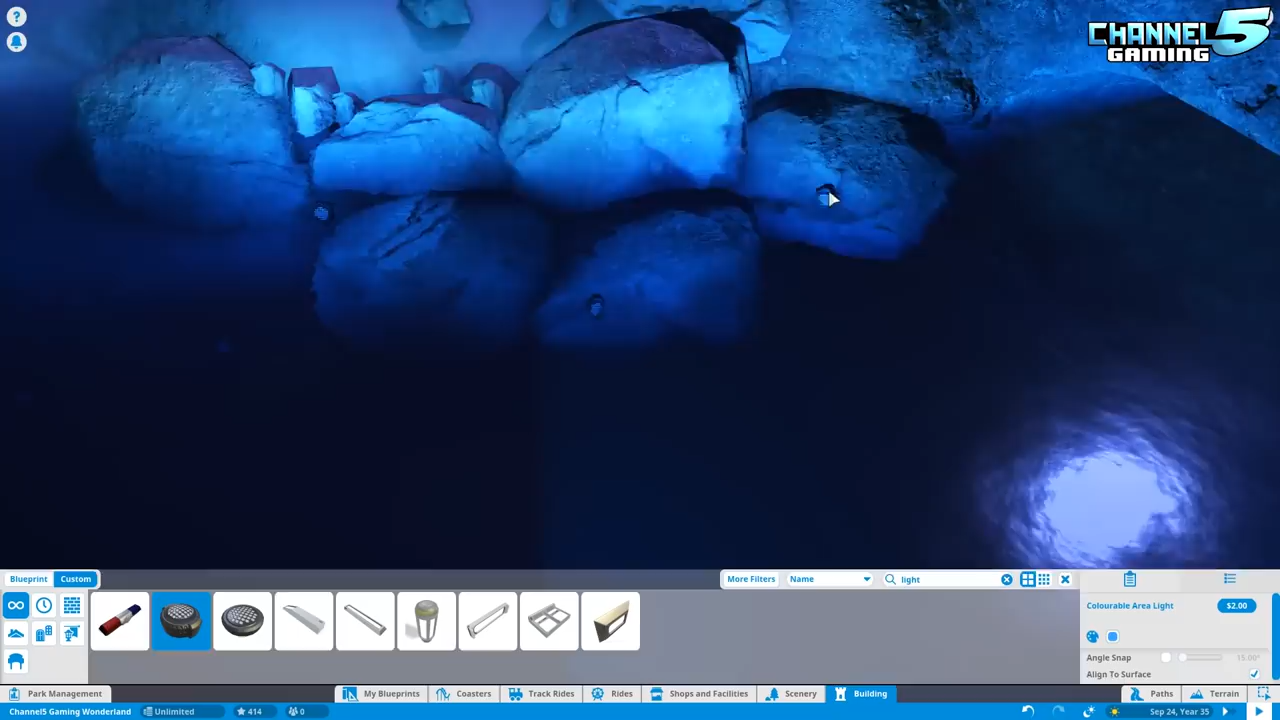 ?
CHANNEL 5
GAMING
Blueprint
Custom
More Filters
Name
light
Colourable Area Light
$2.00
Angle Snap
15.00°
Align To Surface
Park Management
My Blueprints
Coasters
Track Rides
Rides
Shops and Facilities
Scenery
Building
Paths
Terrain
Channel5 Gaming Wonderland
Unlimited
414
0
Sep 24, Year 35